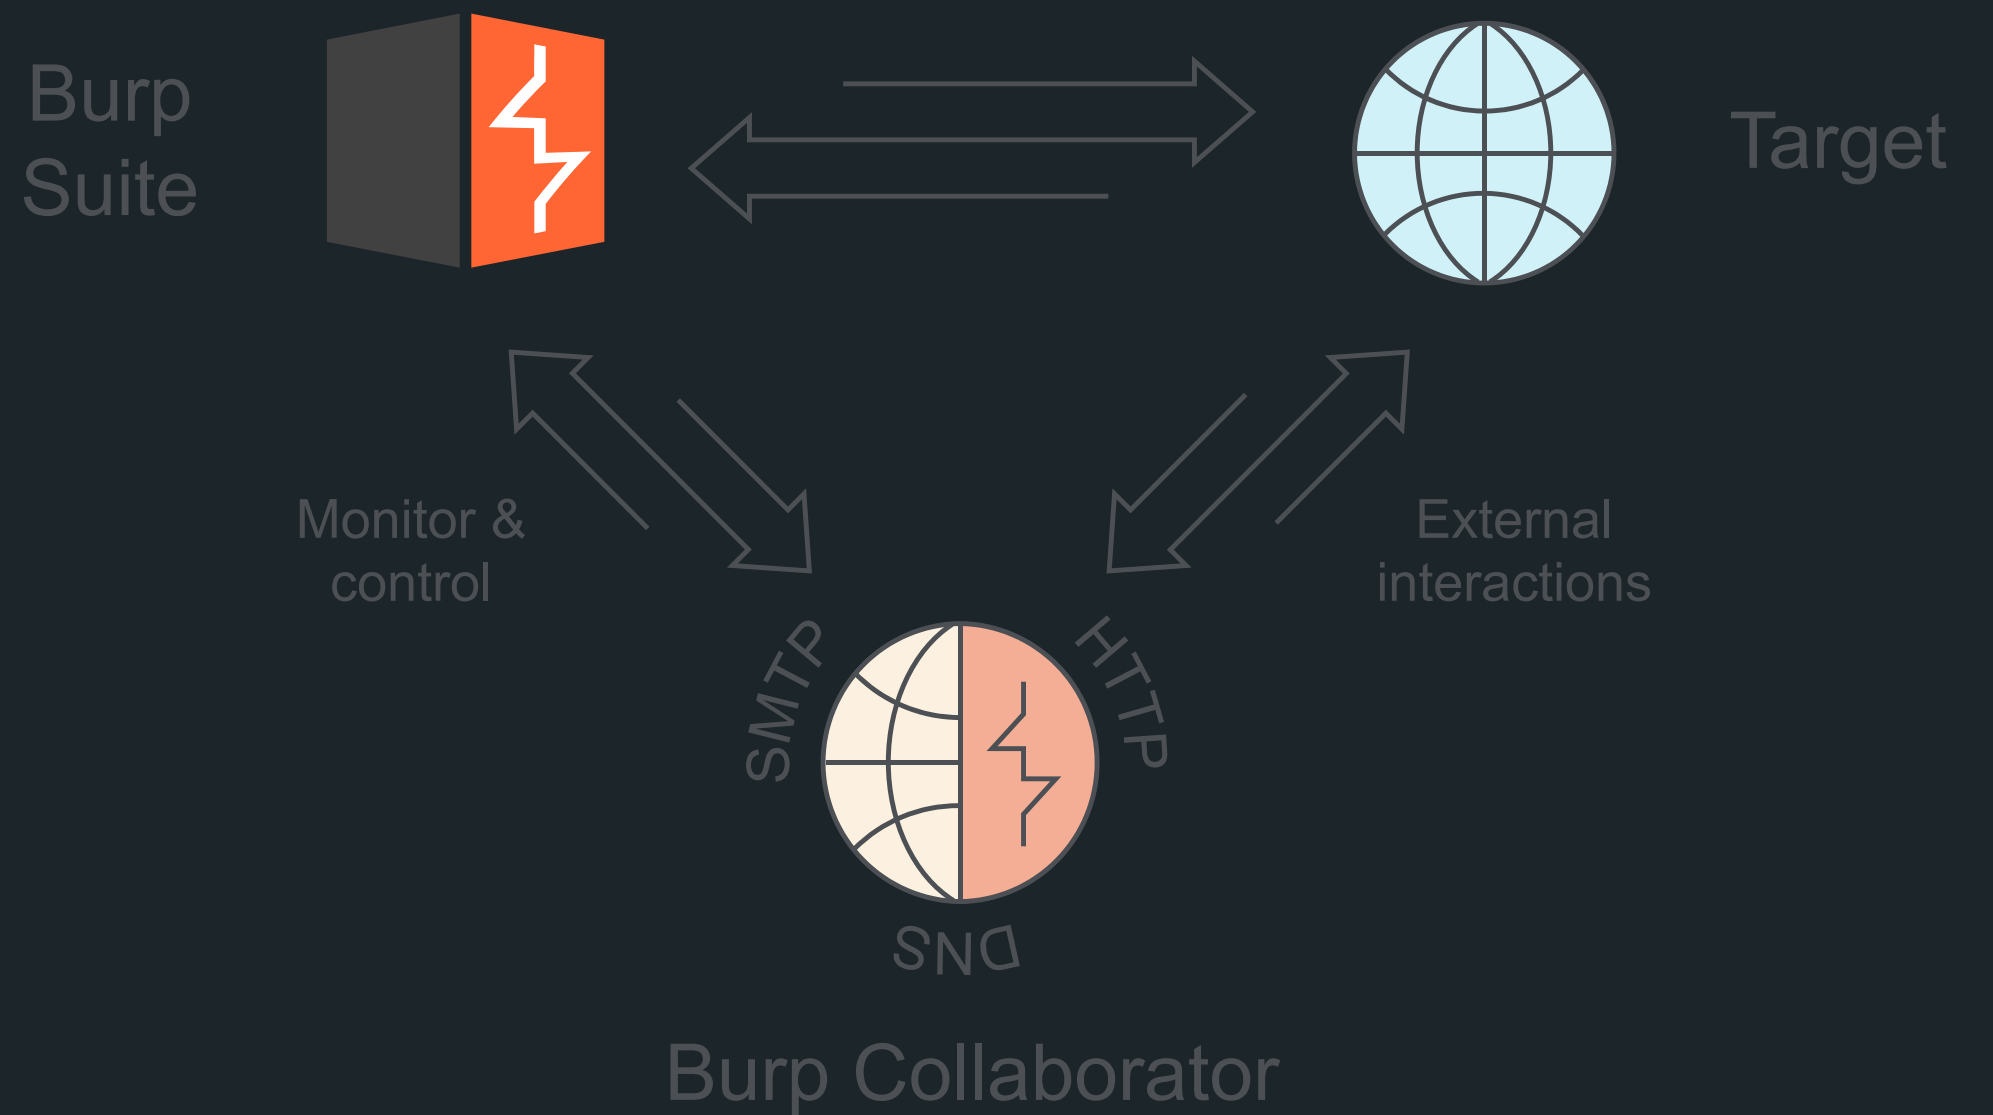 Burp
Suite
Target
Monitor &
control
External
interactions
SMTP
HTTP
DNS
Burp Collaborator